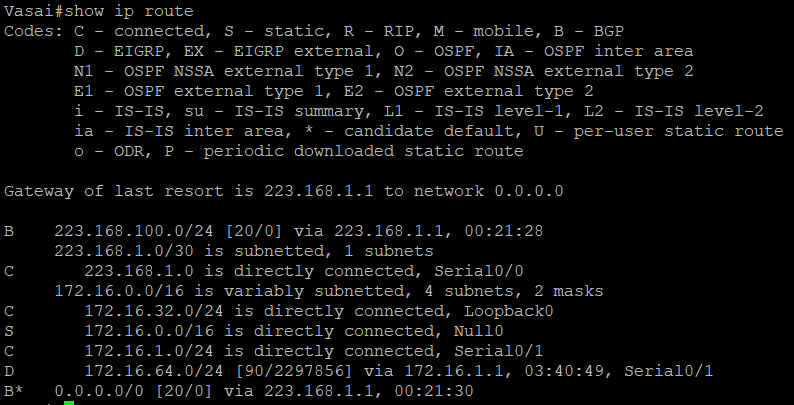 Vasai#show ip route
Codes: C - connected, S - static, R - RIP, M - mobile, B - BGP
       D - EIGRP, EX - EIGRP external, O - OSPF, IA - OSPF inter area
       N1 - OSPF NSSA external type 1, N2 - OSPF NSSA external type 2
       E1 - OSPF external type 1, E2 - OSPF external type 2
       i - IS-IS, su - IS-IS summary, L1 - IS-IS level-1, L2 - IS-IS level-2
       ia - IS-IS inter area, * - candidate default, U - per-user static route
       o - ODR, P - periodic downloaded static route
Gateway of last resort is 223.168.1.1 to network 0.0.0.0
B    223.168.100.0/24 [20/0] via 223.168.1.1, 00:21:28
     223.168.1.0/30 is subnetted, 1 subnets
C       223.168.1.0 is directly connected, Serial0/0
     172.16.0.0/16 is variably subnetted, 4 subnets, 2 masks
C       172.16.32.0/24 is directly connected, Loopback0
S       172.16.0.0/16 is directly connected, Null0
C       172.16.1.0/24 is directly connected, Serial0/1
D       172.16.64.0/24 [90/2297856] via 172.16.1.1, 03:40:49, Serial0/1
B*   0.0.0.0/0 [20/0] via 223.168.1.1, 00:21:30